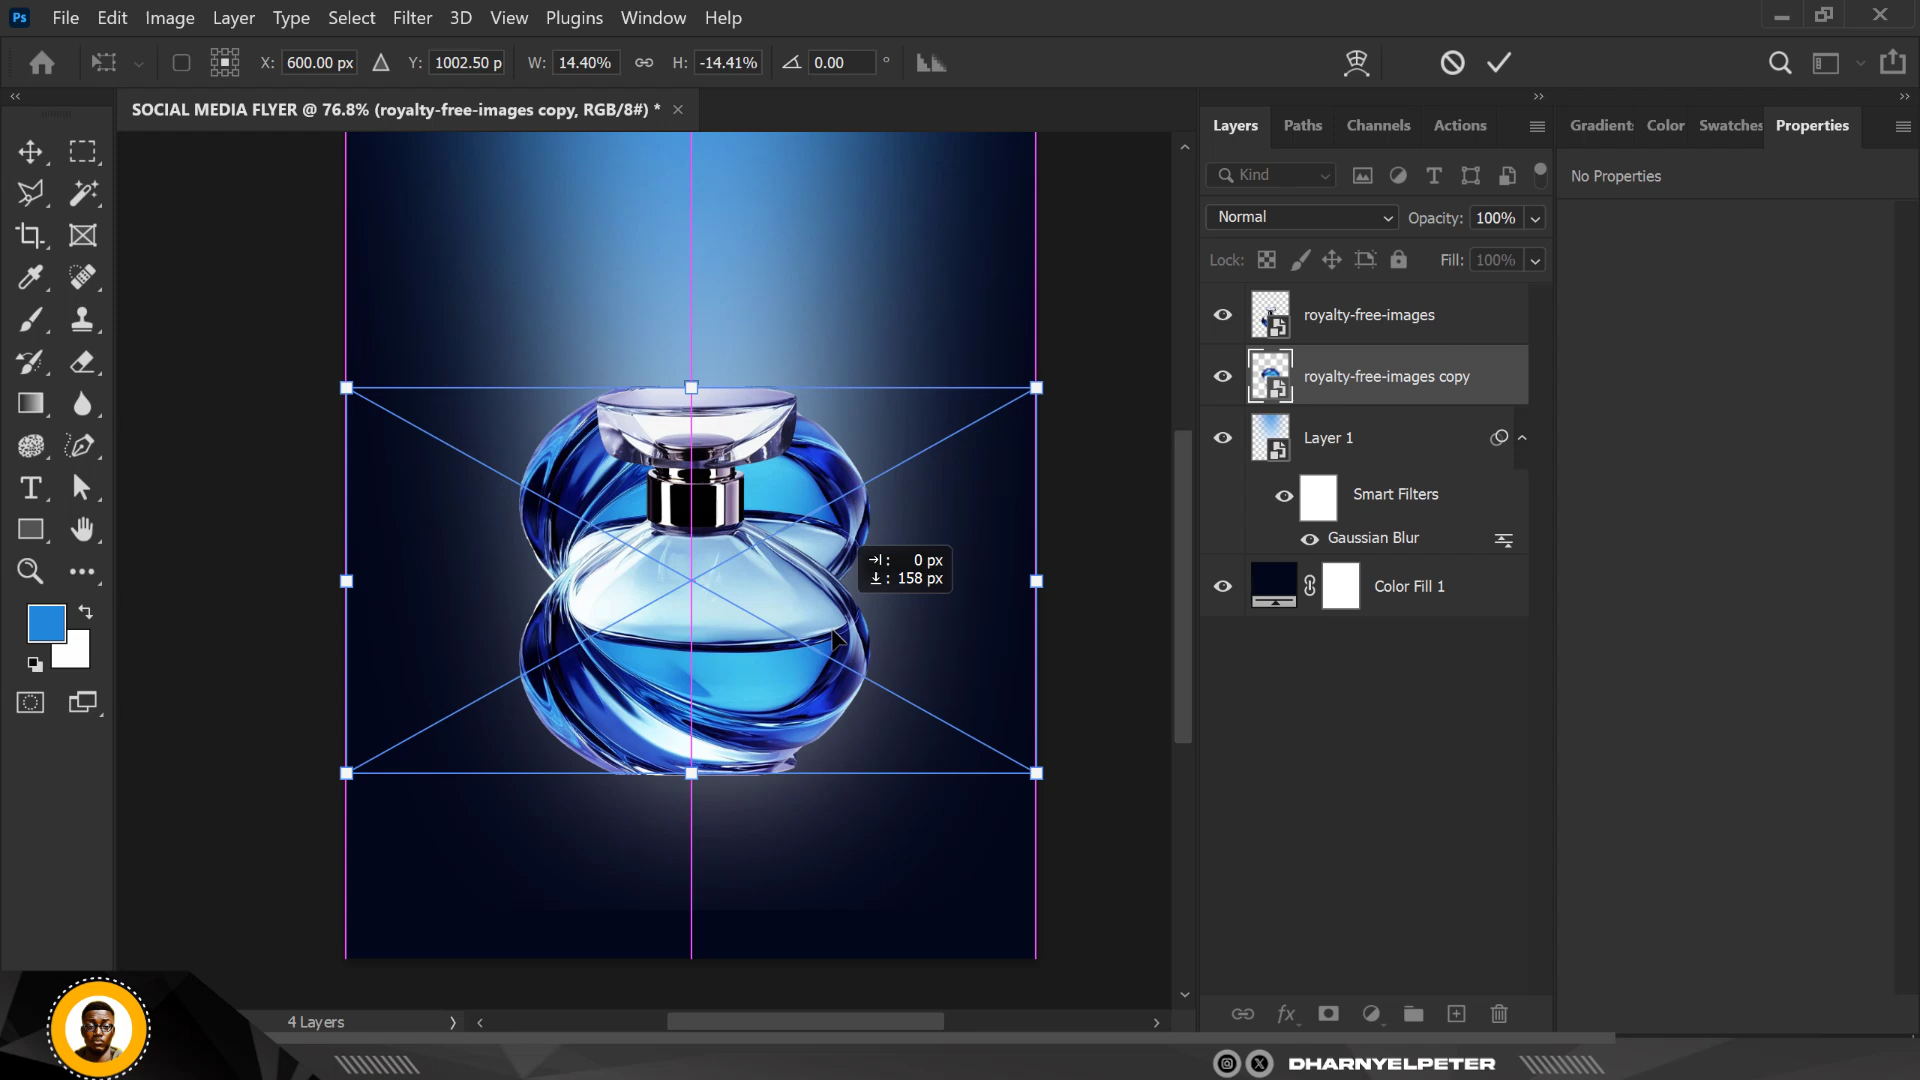 Ps File Edit Image Layer Type Select Filter 3D View Plugins Window Help
X: 600.00 px Y: 1002.50 p W: 14.40% H: -14.41% 0.00 °
SOCIAL MEDIA FLYER @ 76.8% (royalty-free-images copy, RGB/8#) *
Layers Paths Channels Actions
Gradient: Color Swatches Properties
Kind
No Properties
Normal Opacity: 100%
Lock: Fill: 100%
royalty-free-images
royalty-free-images copy
Layer 1
Smart Filters
Gaussian Blur
Color Fill 1
: 0 px
: 158 px
4 Layers
DHARNYELPETER